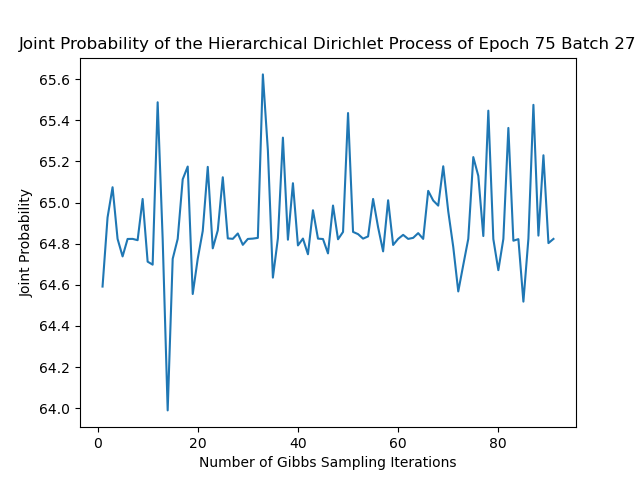 Joint Probability of the Hierarchical Dirichlet Process of Epoch 75 Batch 27
65.6
65.4
65.2
65.0
64.8
64.6
64.4
64.2
64.0
Joint Probability
0 20 40 60 80
Number of Gibbs Sampling Iterations